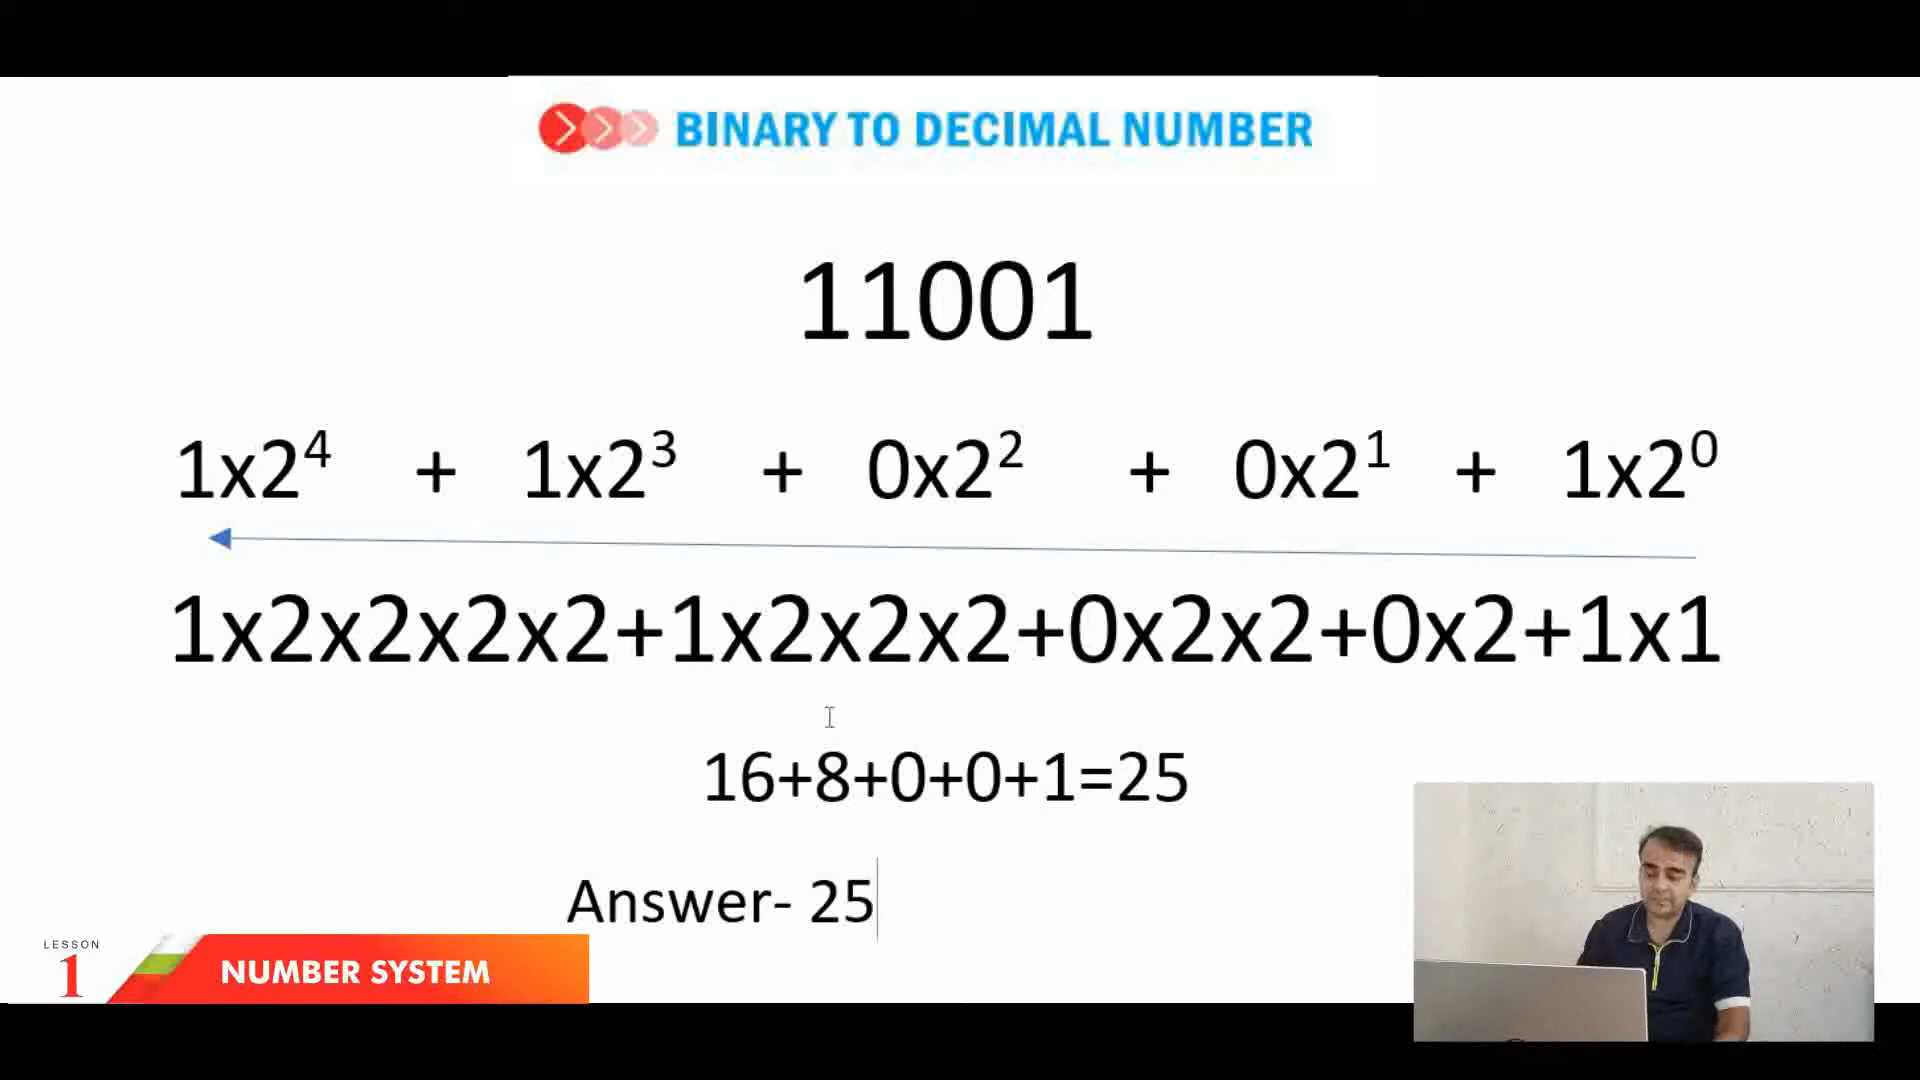 BINARY TO DECIMAL NUMBER
11001
1x2⁴ + 1x2³ + 0x2² + 0x2¹ + 1x2⁰
1x2x2x2x2+1x2x2x2+0x2x2+0x2+1x1
16+8+0+0+1=25
Answer- 25
LESSON
1
NUMBER SYSTEM